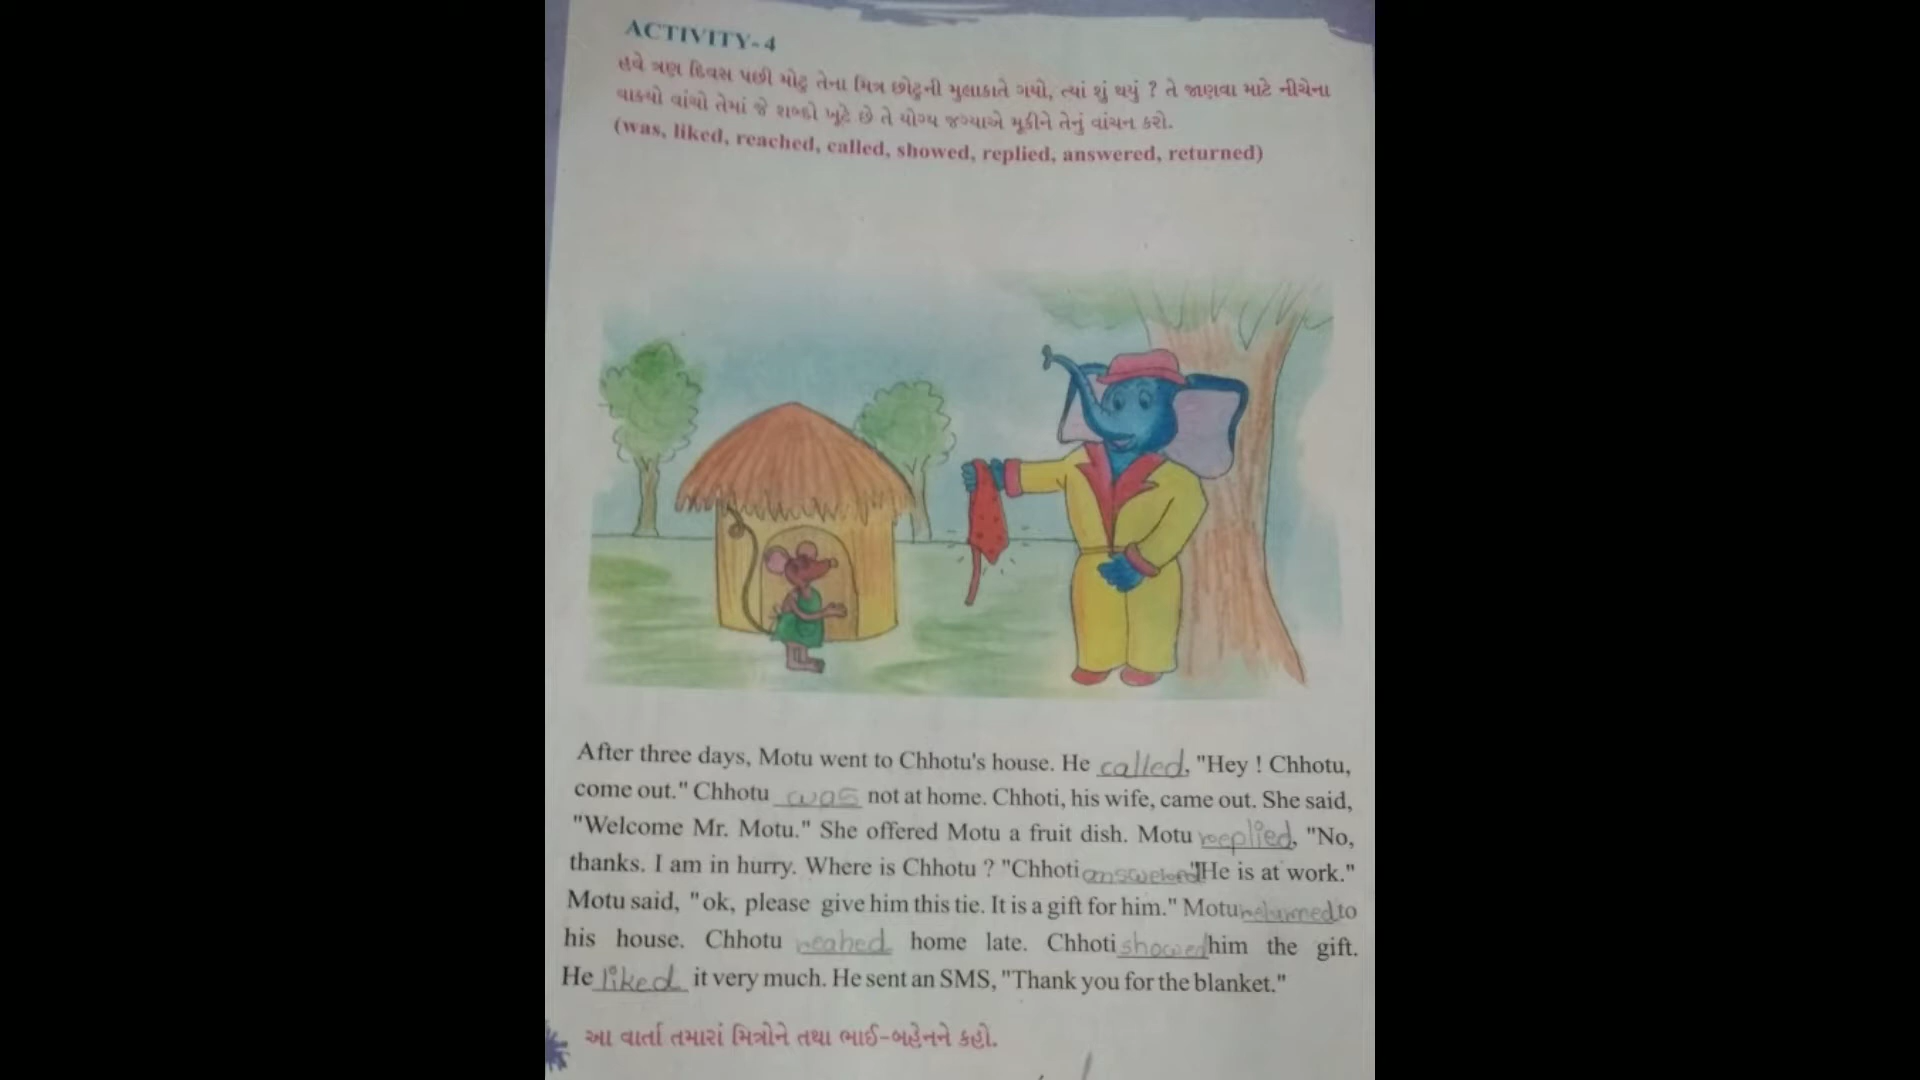 ACTIVITY-4
હવે ત્રણ દિવસ પછી મોટુ તેના મિત્ર છોટુની મુલાકાતે ગયો, ત્યાં શું થયું ? તે જાણવા માટે નીચેના
વાક્યો વાંચો તેમાં જે શબ્દો ખૂટે છે તે યોગ્ય જગ્યાએ મૂકીને તેનું વાંચન કરો.
(was, liked, reached, called, showed, replied, answered, returned)
After three days, Motu went to Chhotu's house. He called, "Hey ! Chhotu,
come out." Chhotu was not at home. Chhoti, his wife, came out. She said,
"Welcome Mr. Motu." She offered Motu a fruit dish. Motu replied, "No,
thanks. I am in hurry. Where is Chhotu ? "Chhoti answered "He is at work."
Motu said, "ok, please give him this tie. It is a gift for him." Motu returned to
his house. Chhotu reahed home late. Chhoti showed him the gift.
He liked it very much. He sent an SMS, "Thank you for the blanket."
આ વાર્તા તમારાં મિત્રોને તથા ભાઈ-બહેનને કહો.